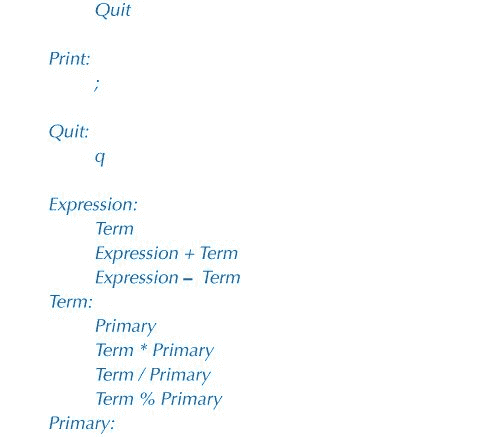 Quit
Print:
;
Quit:
q
Expression:
Term
Expression + Term
Expression – Term
Term:
Primary
Term * Primary
Term / Primary
Term % Primary
Primary: